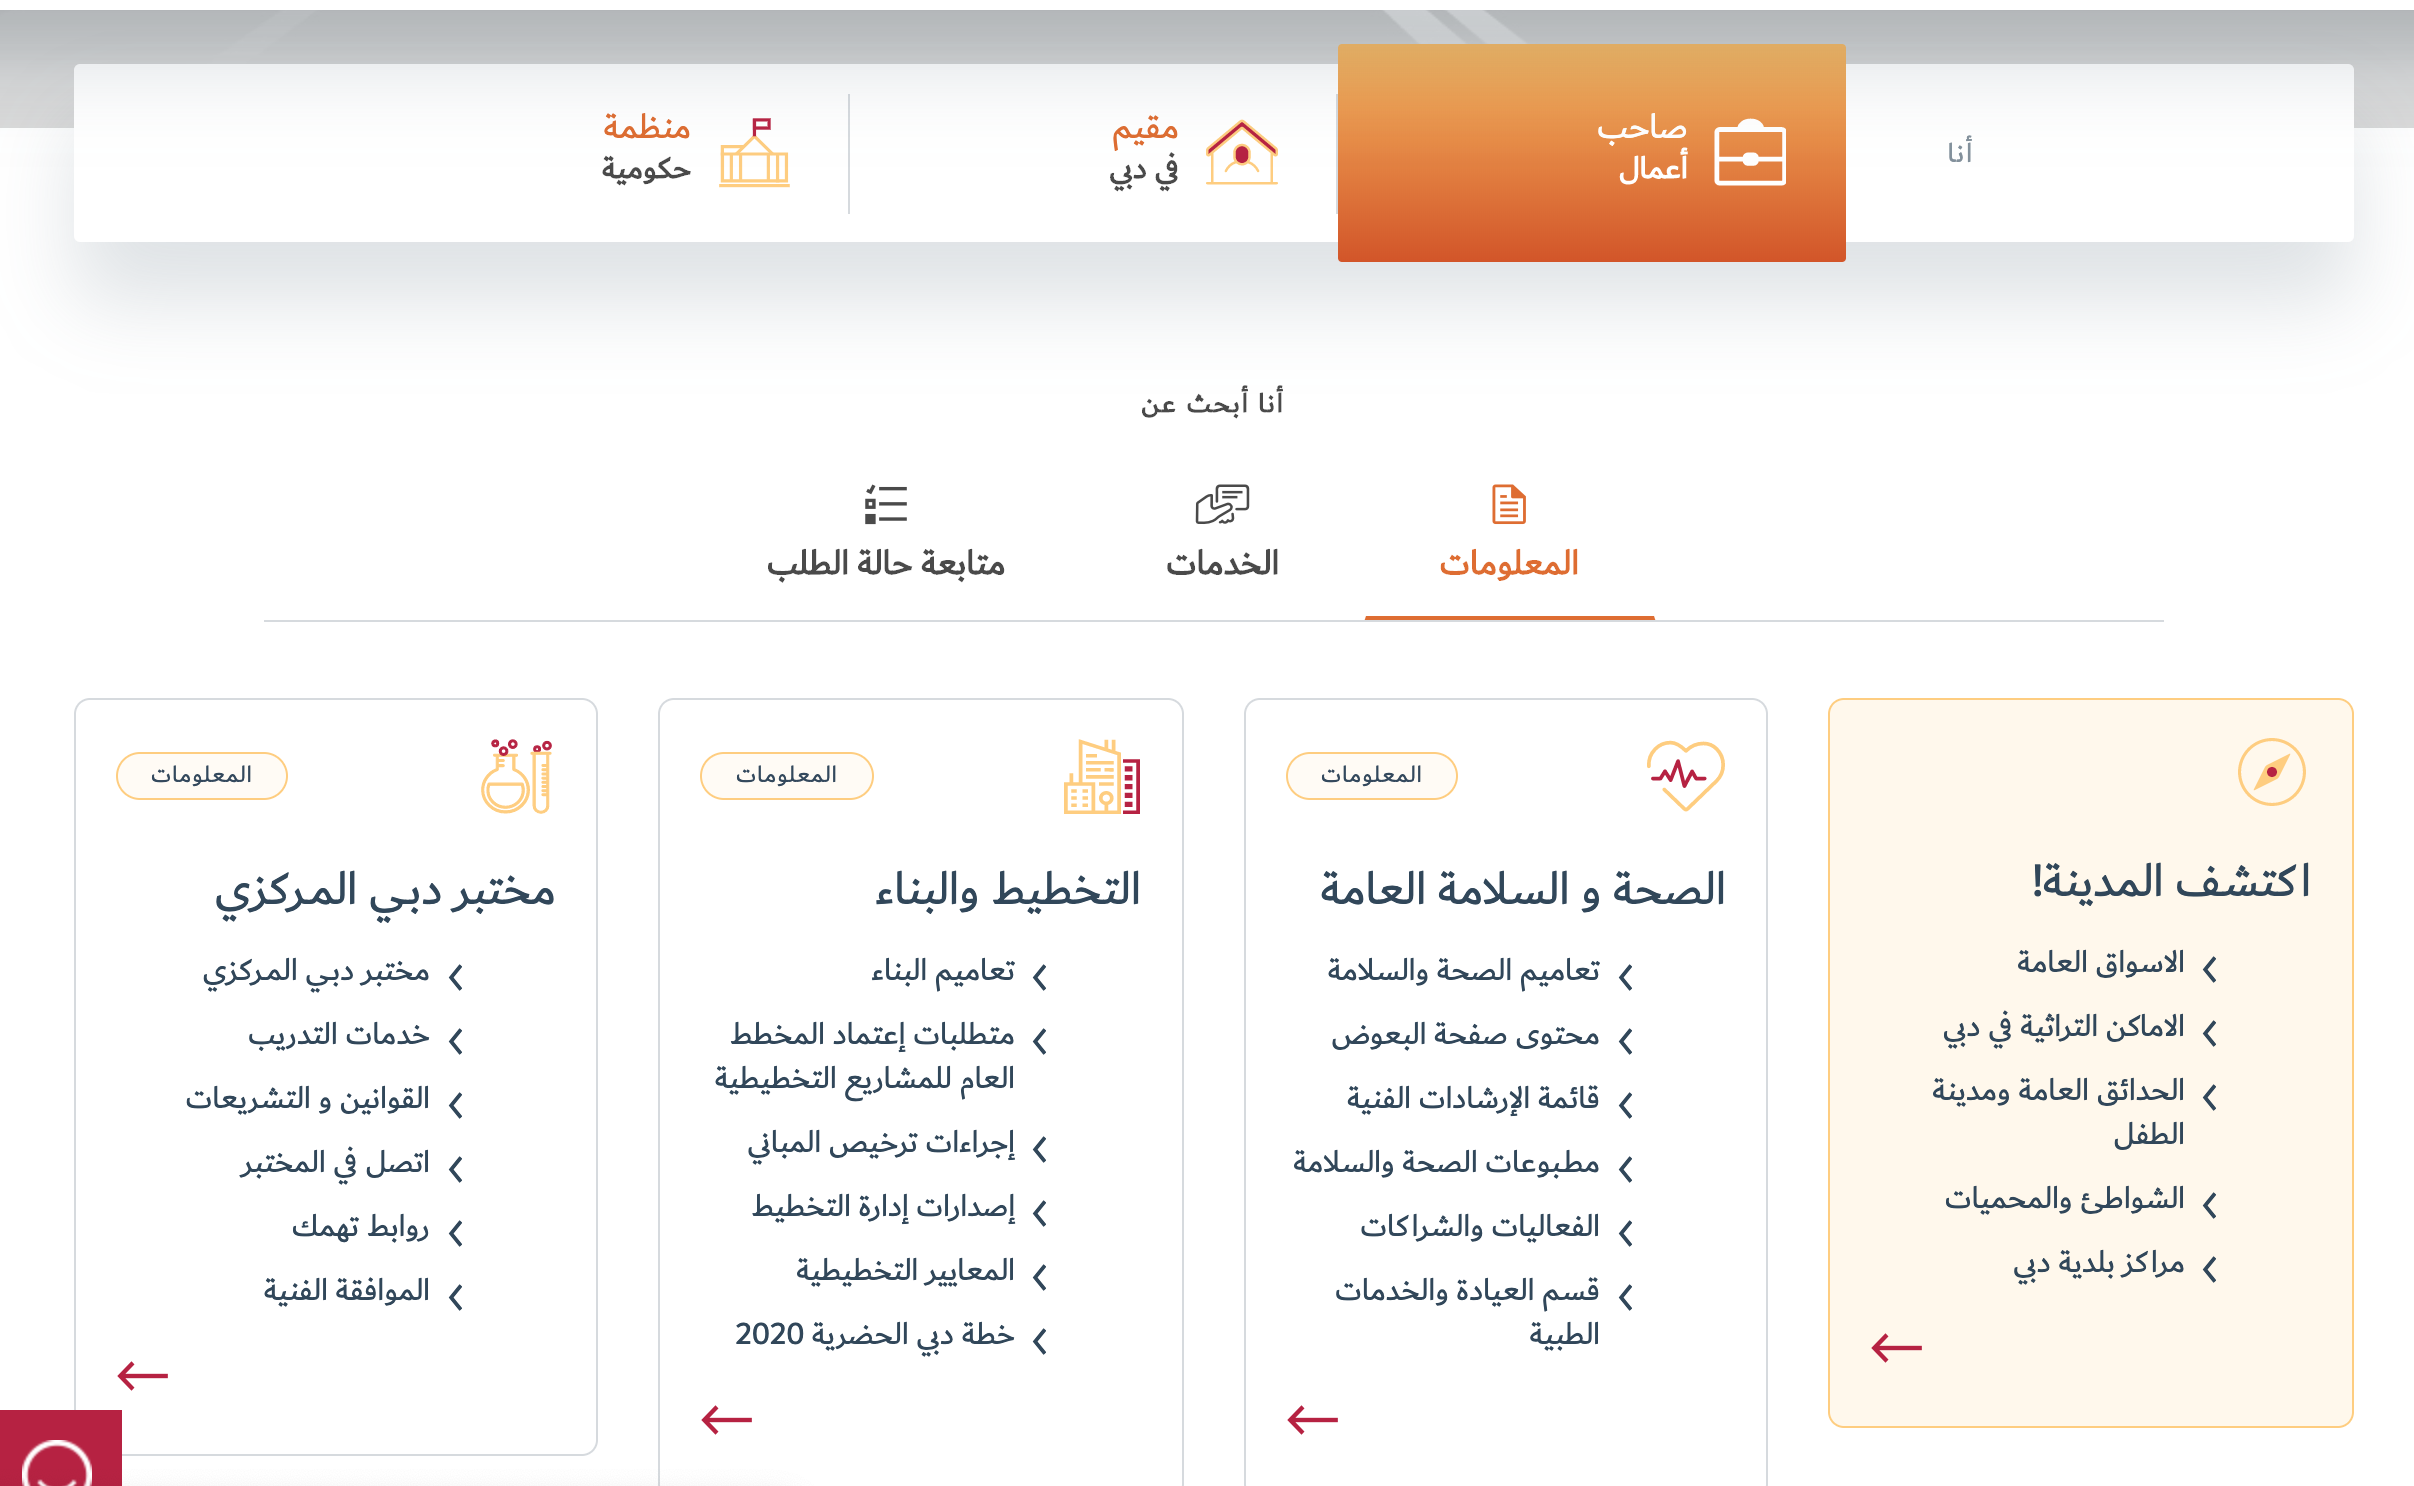 أنا
صاحب
أعمال
مقيم
في دبي
منظمة
حكومية
أنا أبحث عن
المعلومات
الخدمات
متابعة حالة الطلب
اكتشف المدينة!
الاسواق العامة
الاماكن التراثية في دبي
الحدائق العامة ومدينة
الطفل
الشواطئ والمحميات
مراكز بلدية دبي
المعلومات
الصحة و السلامة العامة
تعاميم الصحة والسلامة
محتوى صفحة البعوض
قائمة الإرشادات الفنية
مطبوعات الصحة والسلامة
الفعاليات والشراكات
قسم العيادة والخدمات
الطبية
المعلومات
التخطيط والبناء
تعاميم البناء
متطلبات إعتماد المخطط
العام للمشاريع التخطيطية
إجراءات ترخيص المباني
إصدارات إدارة التخطيط
المعايير التخطيطية
خطة دبي الحضرية 2020
المعلومات
مختبر دبي المركزي
مختبر دبي المركزي
خدمات التدريب
القوانين و التشريعات
اتصل في المختبر
روابط تهمك
الموافقة الفنية